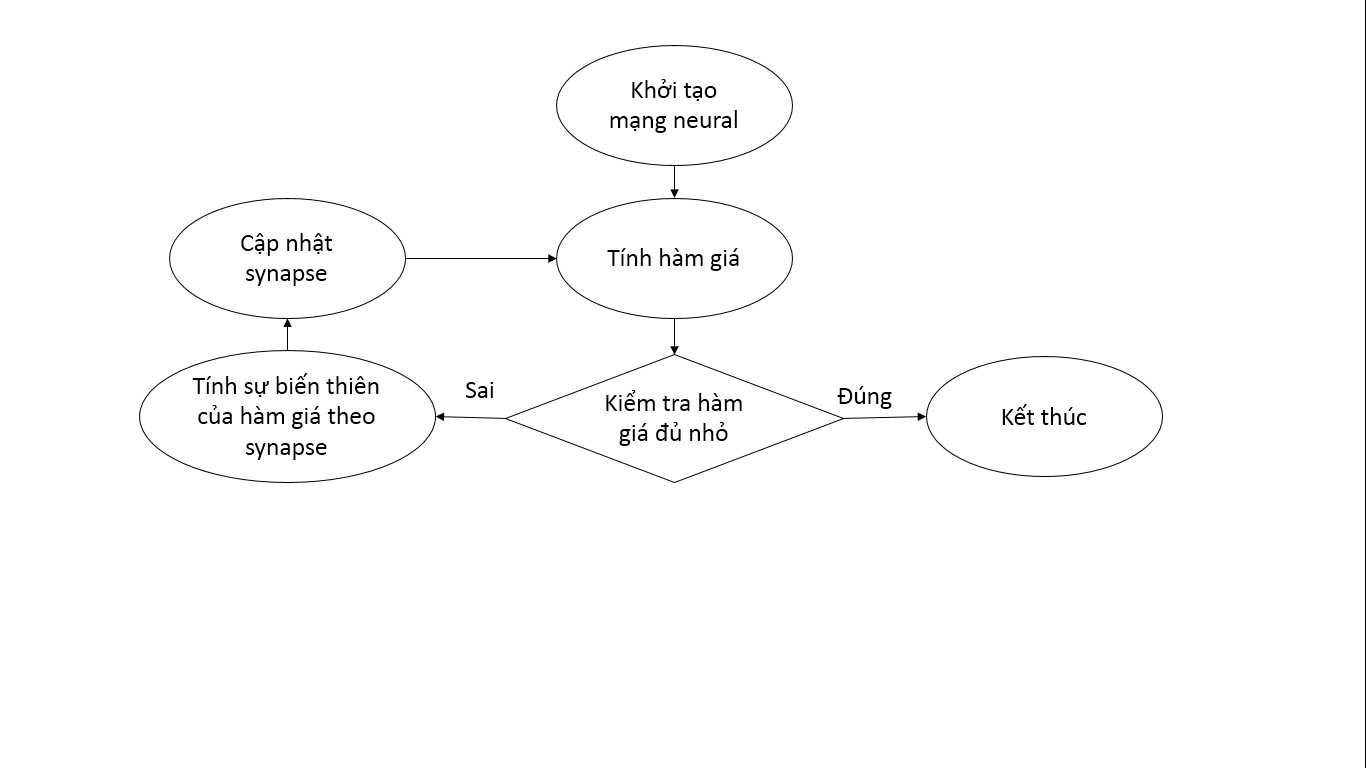 Khởi tạo
mạng neural
Cập nhật
synapse
Tính hàm giá
Tính sự biến thiên
của hàm giá theo
synapse
Sai
Kiểm tra hàm
giá đủ nhỏ
Đúng
Kết thúc